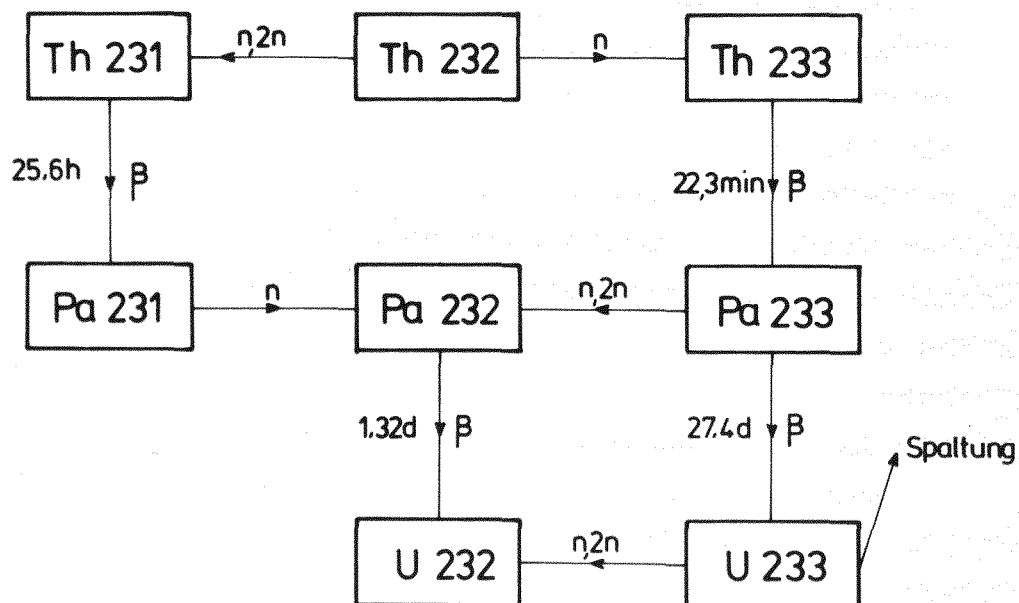 Th 231
n,2n
Th 232
n
Th 233
25.6h
β
22,3min
β
Pa 231
n
Pa 232
n,2n
Pa 233
1.32d
β
27.4d
β
Spaltung
U 232
n,2n
U 233